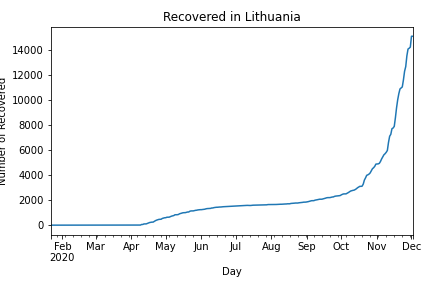 Recovered in Lithuania
Number of Recovered
14000
12000
10000
8000
6000
4000
2000
0
Feb Mar Apr May Jun Jul Aug Sep Oct Nov Dec
2020
Day